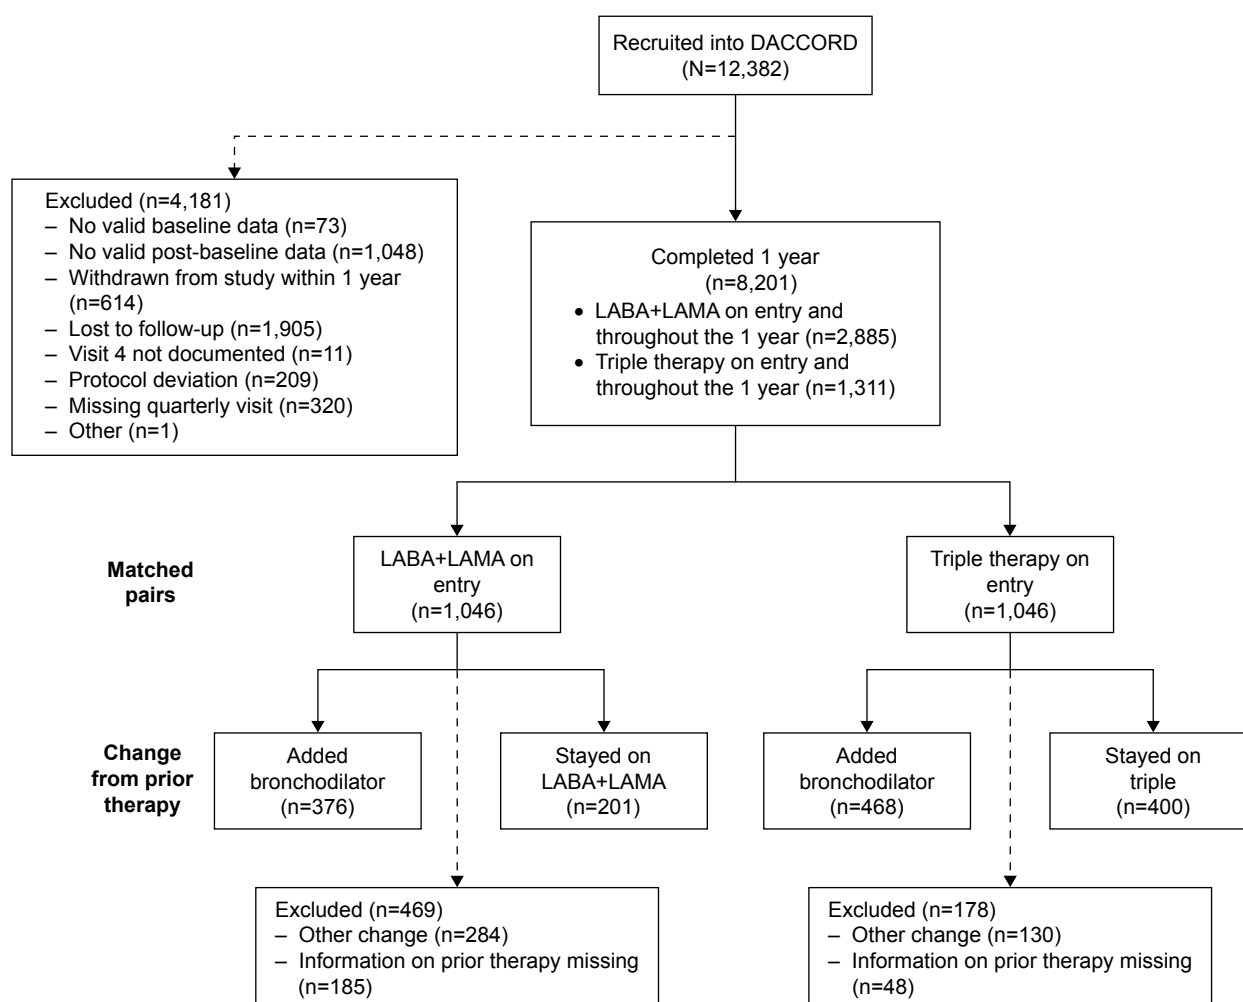 Recruited into DACCORD
(N=12,382)
Excluded (n=4,181)
– No valid baseline data (n=73)
– No valid post-baseline data (n=1,048)
– Withdrawn from study within 1 year
(n=614)
– Lost to follow-up (n=1,905)
– Visit 4 not documented (n=11)
– Protocol deviation (n=209)
– Missing quarterly visit (n=320)
– Other (n=1)
Completed 1 year
(n=8,201)
• LABA+LAMA on entry and
throughout the 1 year (n=2,885)
• Triple therapy on entry and
throughout the 1 year (n=1,311)
Matched
pairs
LABA+LAMA on
entry
(n=1,046)
Triple therapy on
entry
(n=1,046)
Change
from prior
therapy
Added
bronchodilator
(n=376)
Stayed on
LABA+LAMA
(n=201)
Added
bronchodilator
(n=468)
Stayed on
triple
(n=400)
Excluded (n=469)
– Other change (n=284)
– Information on prior therapy missing
(n=185)
Excluded (n=178)
– Other change (n=130)
– Information on prior therapy missing
(n=48)